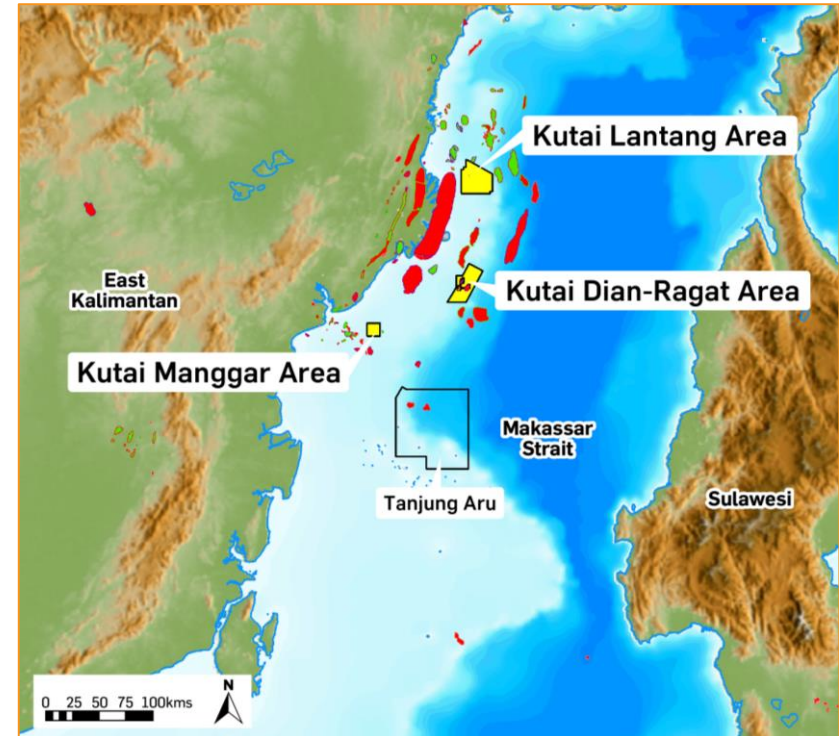 Kutai Lantang Area
East
Kalimantan
Kutai Dian-Ragat Area
Kutai Manggar Area
Makassar
Strait
Tanjung Aru
Sulawesi
N
0 25 50 75 100kms